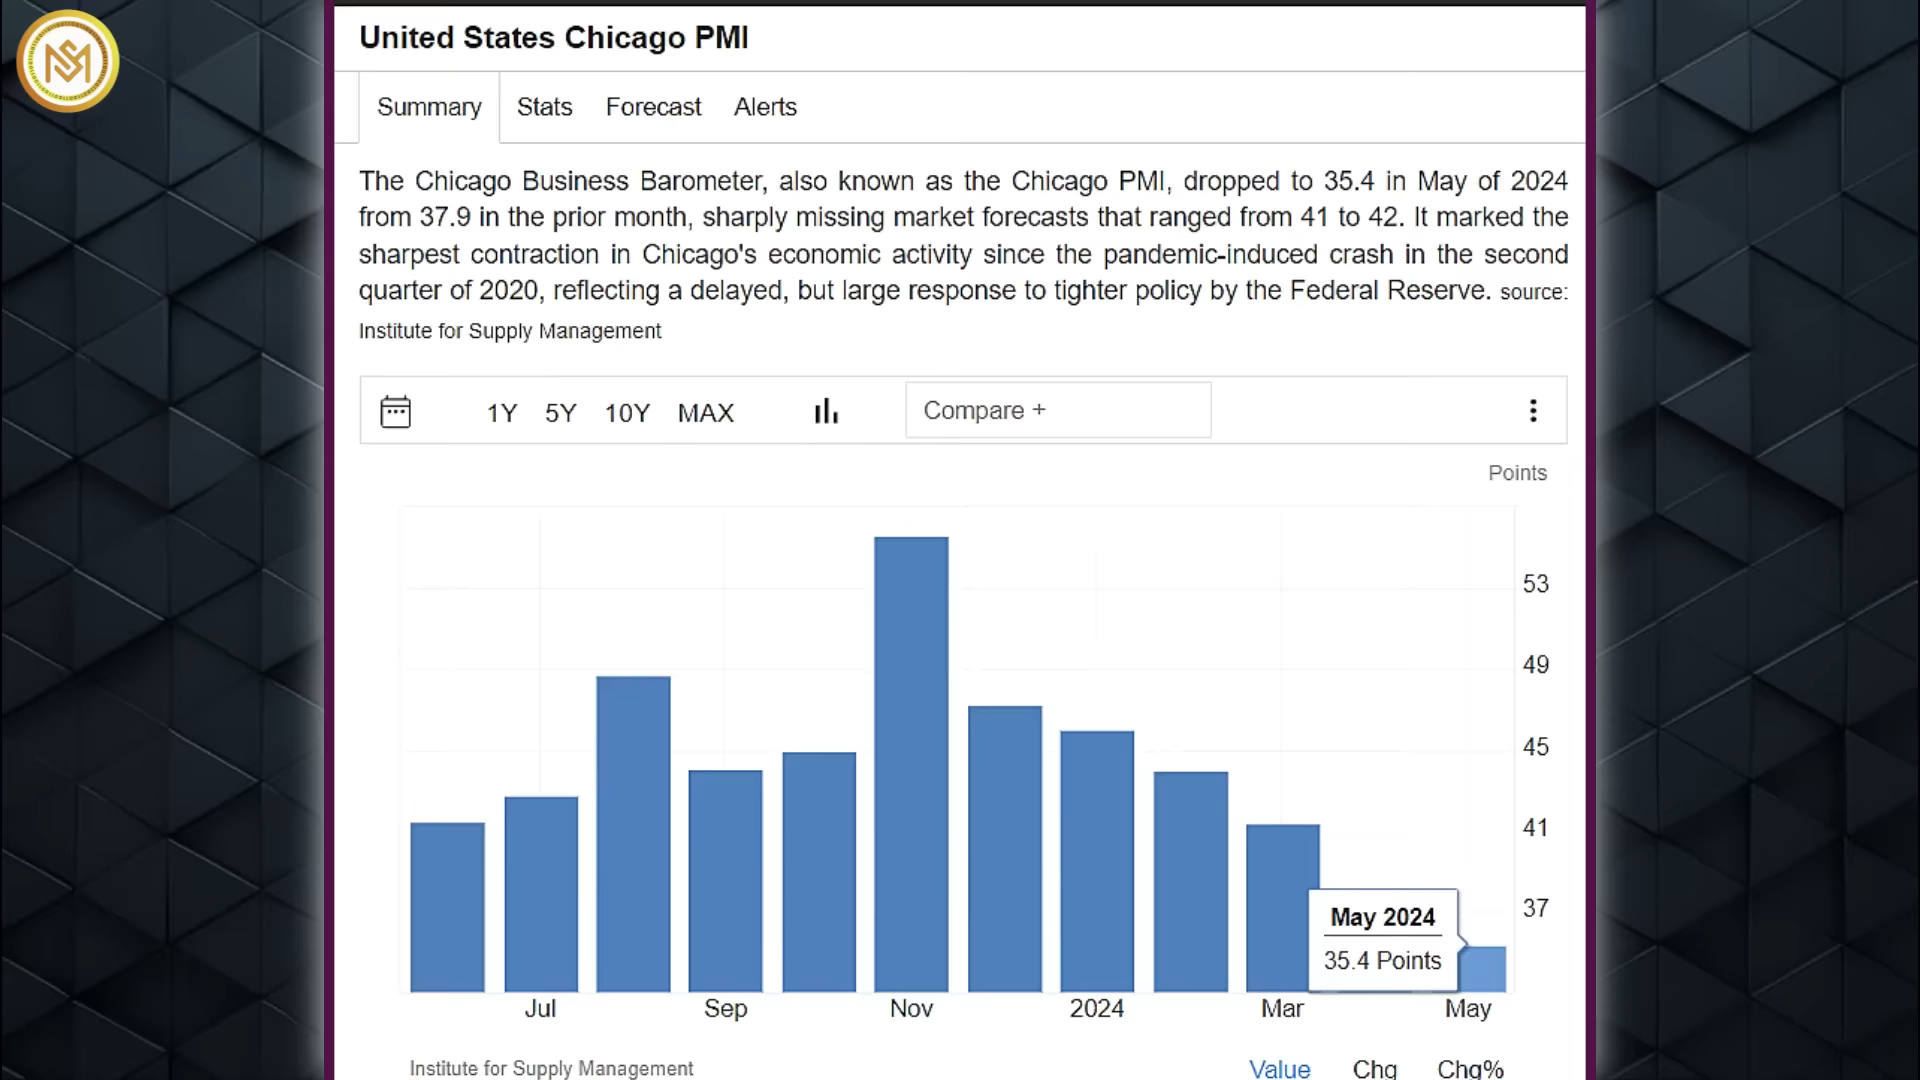 United States Chicago PMI
Summary Stats Forecast Alerts
The Chicago Business Barometer, also known as the Chicago PMI, dropped to 35.4 in May of 2024
from 37.9 in the prior month, sharply missing market forecasts that ranged from 41 to 42. It marked the
sharpest contraction in Chicago's economic activity since the pandemic-induced crash in the second
quarter of 2020, reflecting a delayed, but large response to tighter policy by the Federal Reserve. source:
Institute for Supply Management
1Y 5Y 10Y MAX Compare +
Points
53
49
45
41
37
May 2024
35.4 Points
Jul Sep Nov 2024 Mar May
Institute for Supply Management Value Chg Chg%